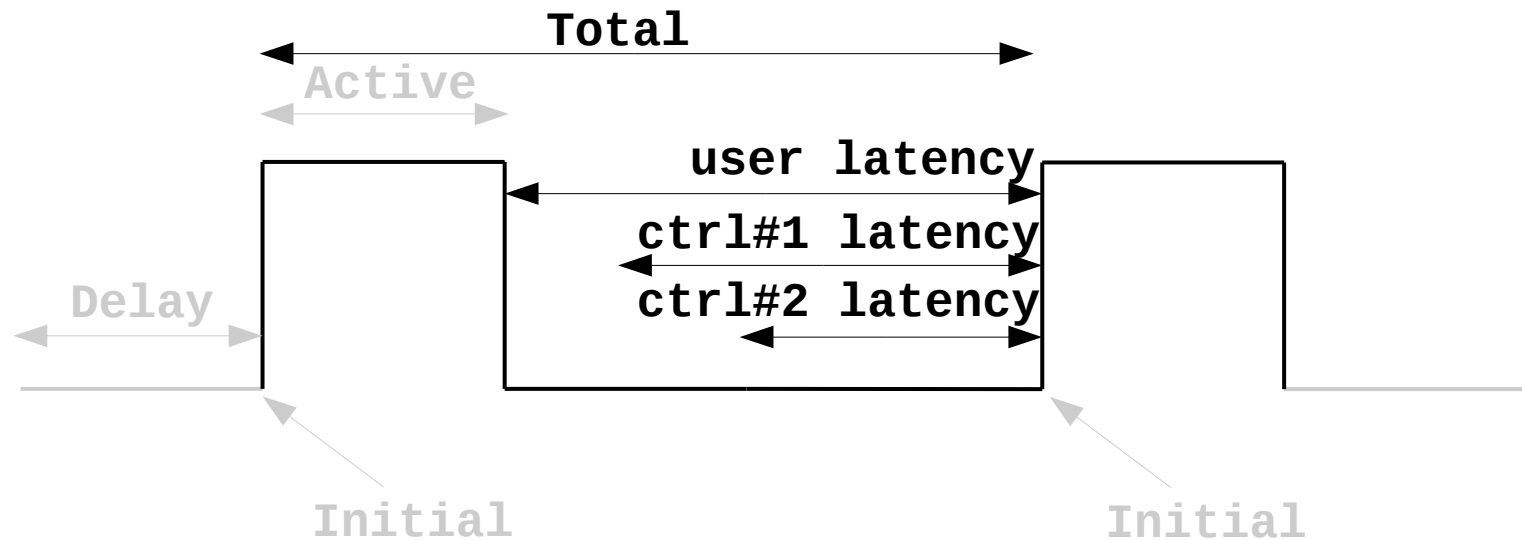 Total
Active
user latency
ctrl#1 latency
Delay
ctrl#2 latency
Initial
Initial